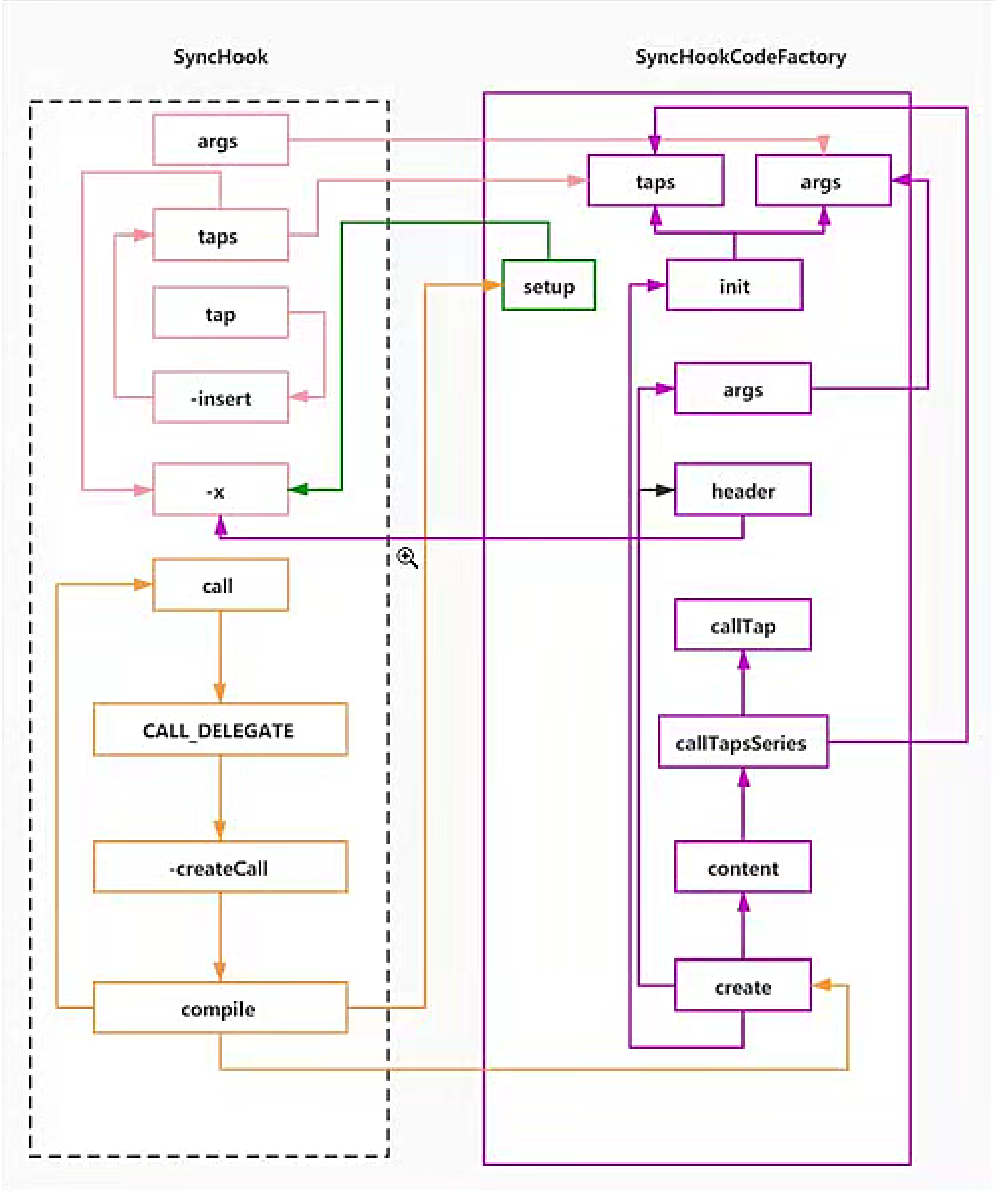 SyncHook
args
taps
tap
-insert
-x
call
CALL_DELEGATE
-createCall
compile
SyncHookCodeFactory
taps
args
setup
init
args
header
callTap
callTapsSeries
content
create